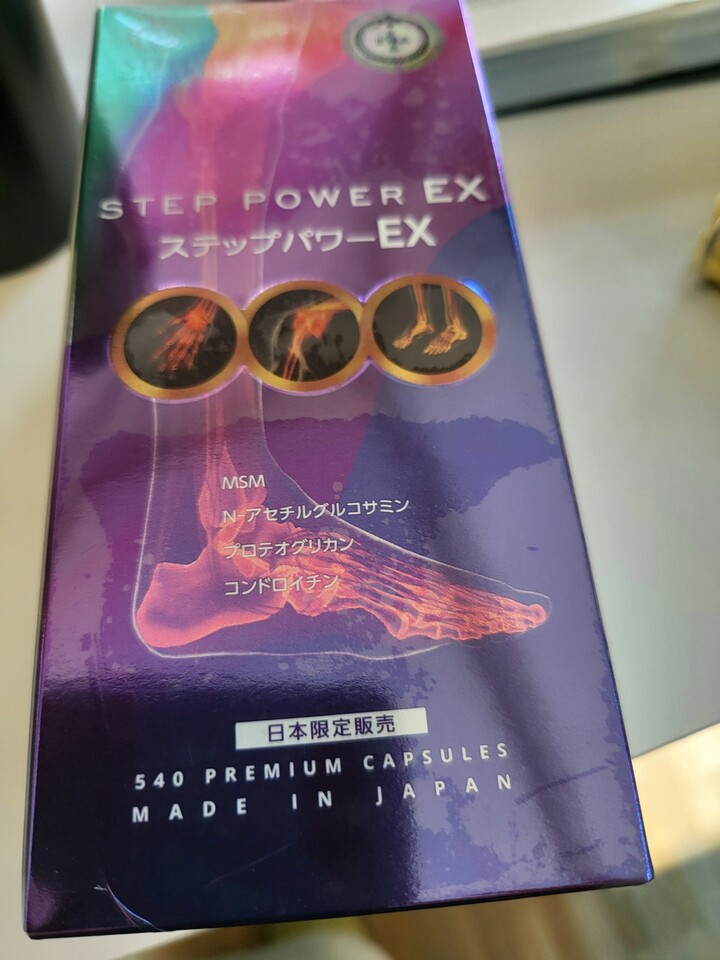 STEP POWER EX
ステップパワーEX
MSM
N-アセチルグルコサミン
プロテオグリカン
コンドロイチン
日本限定販売
540 PREMIUM CAPSULES
MADE IN JAPAN